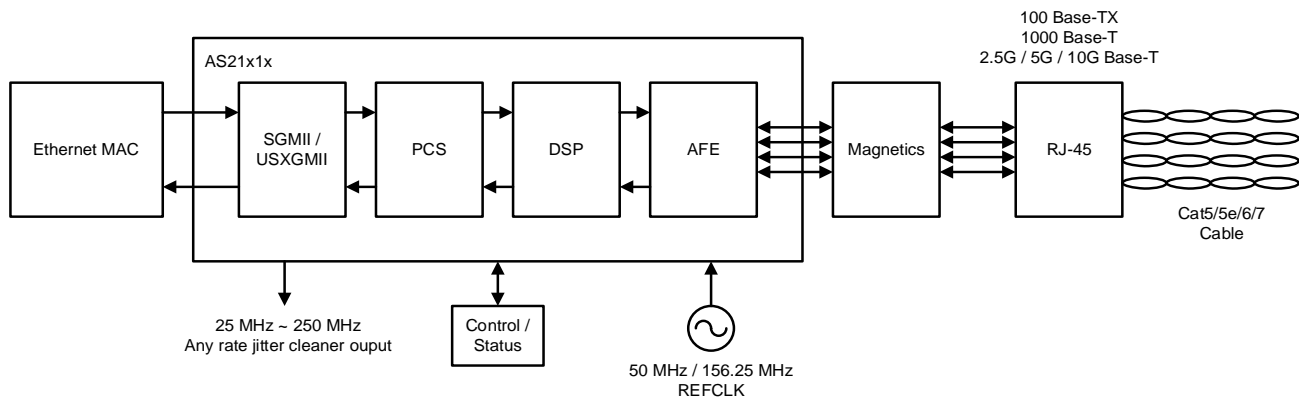 100 Base-TX
1000 Base-T
2.5G / 5G / 10G Base-T
AS21x1x
Ethernet MAC
SGMII /
USXGMII
PCS
DSP
AFE
Magnetics
RJ-45
Cat5/5e/6/7
Cable
25 MHz ~ 250 MHz
Any rate jitter cleaner ouput
Control /
Status
50 MHz / 156.25 MHz
REFCLK